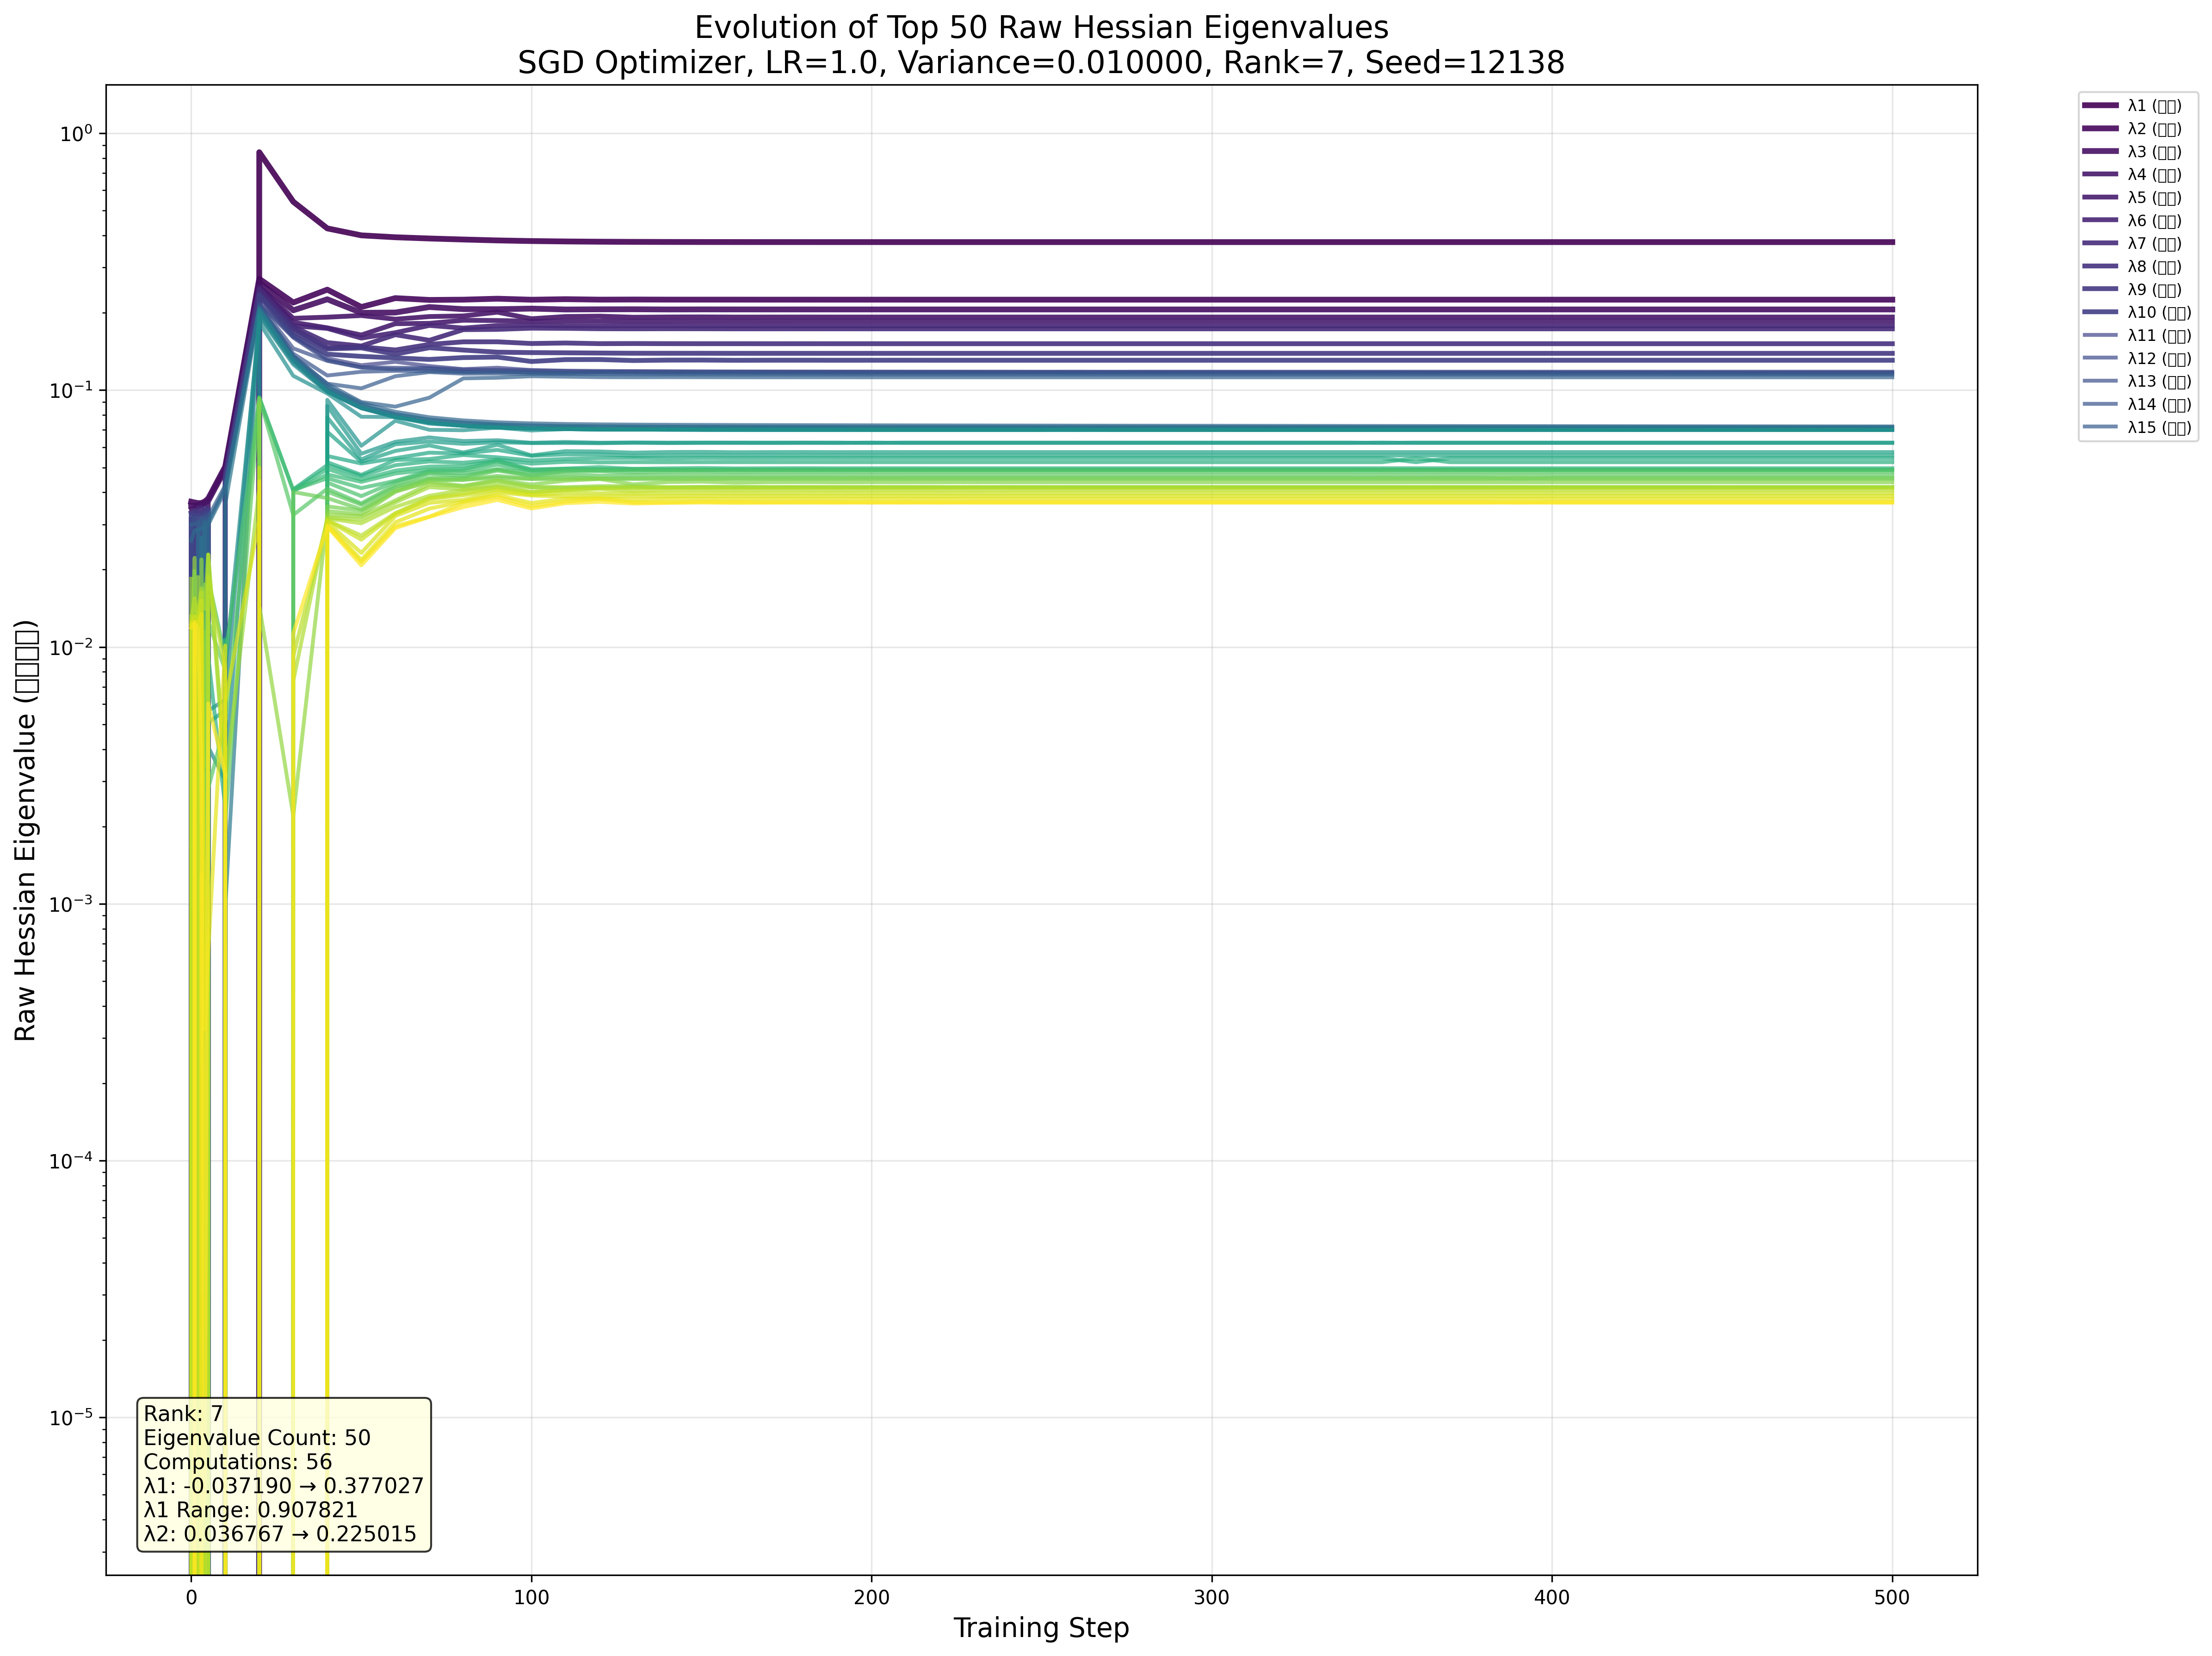 Evolution of Top 50 Raw Hessian Eigenvalues
SGD Optimizer, LR=1.0, Variance=0.010000, Rank=7, Seed=12138
10⁰
10⁻¹
10⁻²
10⁻³
10⁻⁴
10⁻⁵
Raw Hessian Eigenvalue (□□□□)
0
100
200
300
400
500
Training Step
Rank: 7
Eigenvalue Count: 50
Computations: 56
λ1: -0.037190 → 0.377027
λ1 Range: 0.907821
λ2: 0.036767 → 0.225015
λ1 (□□)
λ2 (□□)
λ3 (□□)
λ4 (□□)
λ5 (□□)
λ6 (□□)
λ7 (□□)
λ8 (□□)
λ9 (□□)
λ10 (□□)
λ11 (□□)
λ12 (□□)
λ13 (□□)
λ14 (□□)
λ15 (□□)